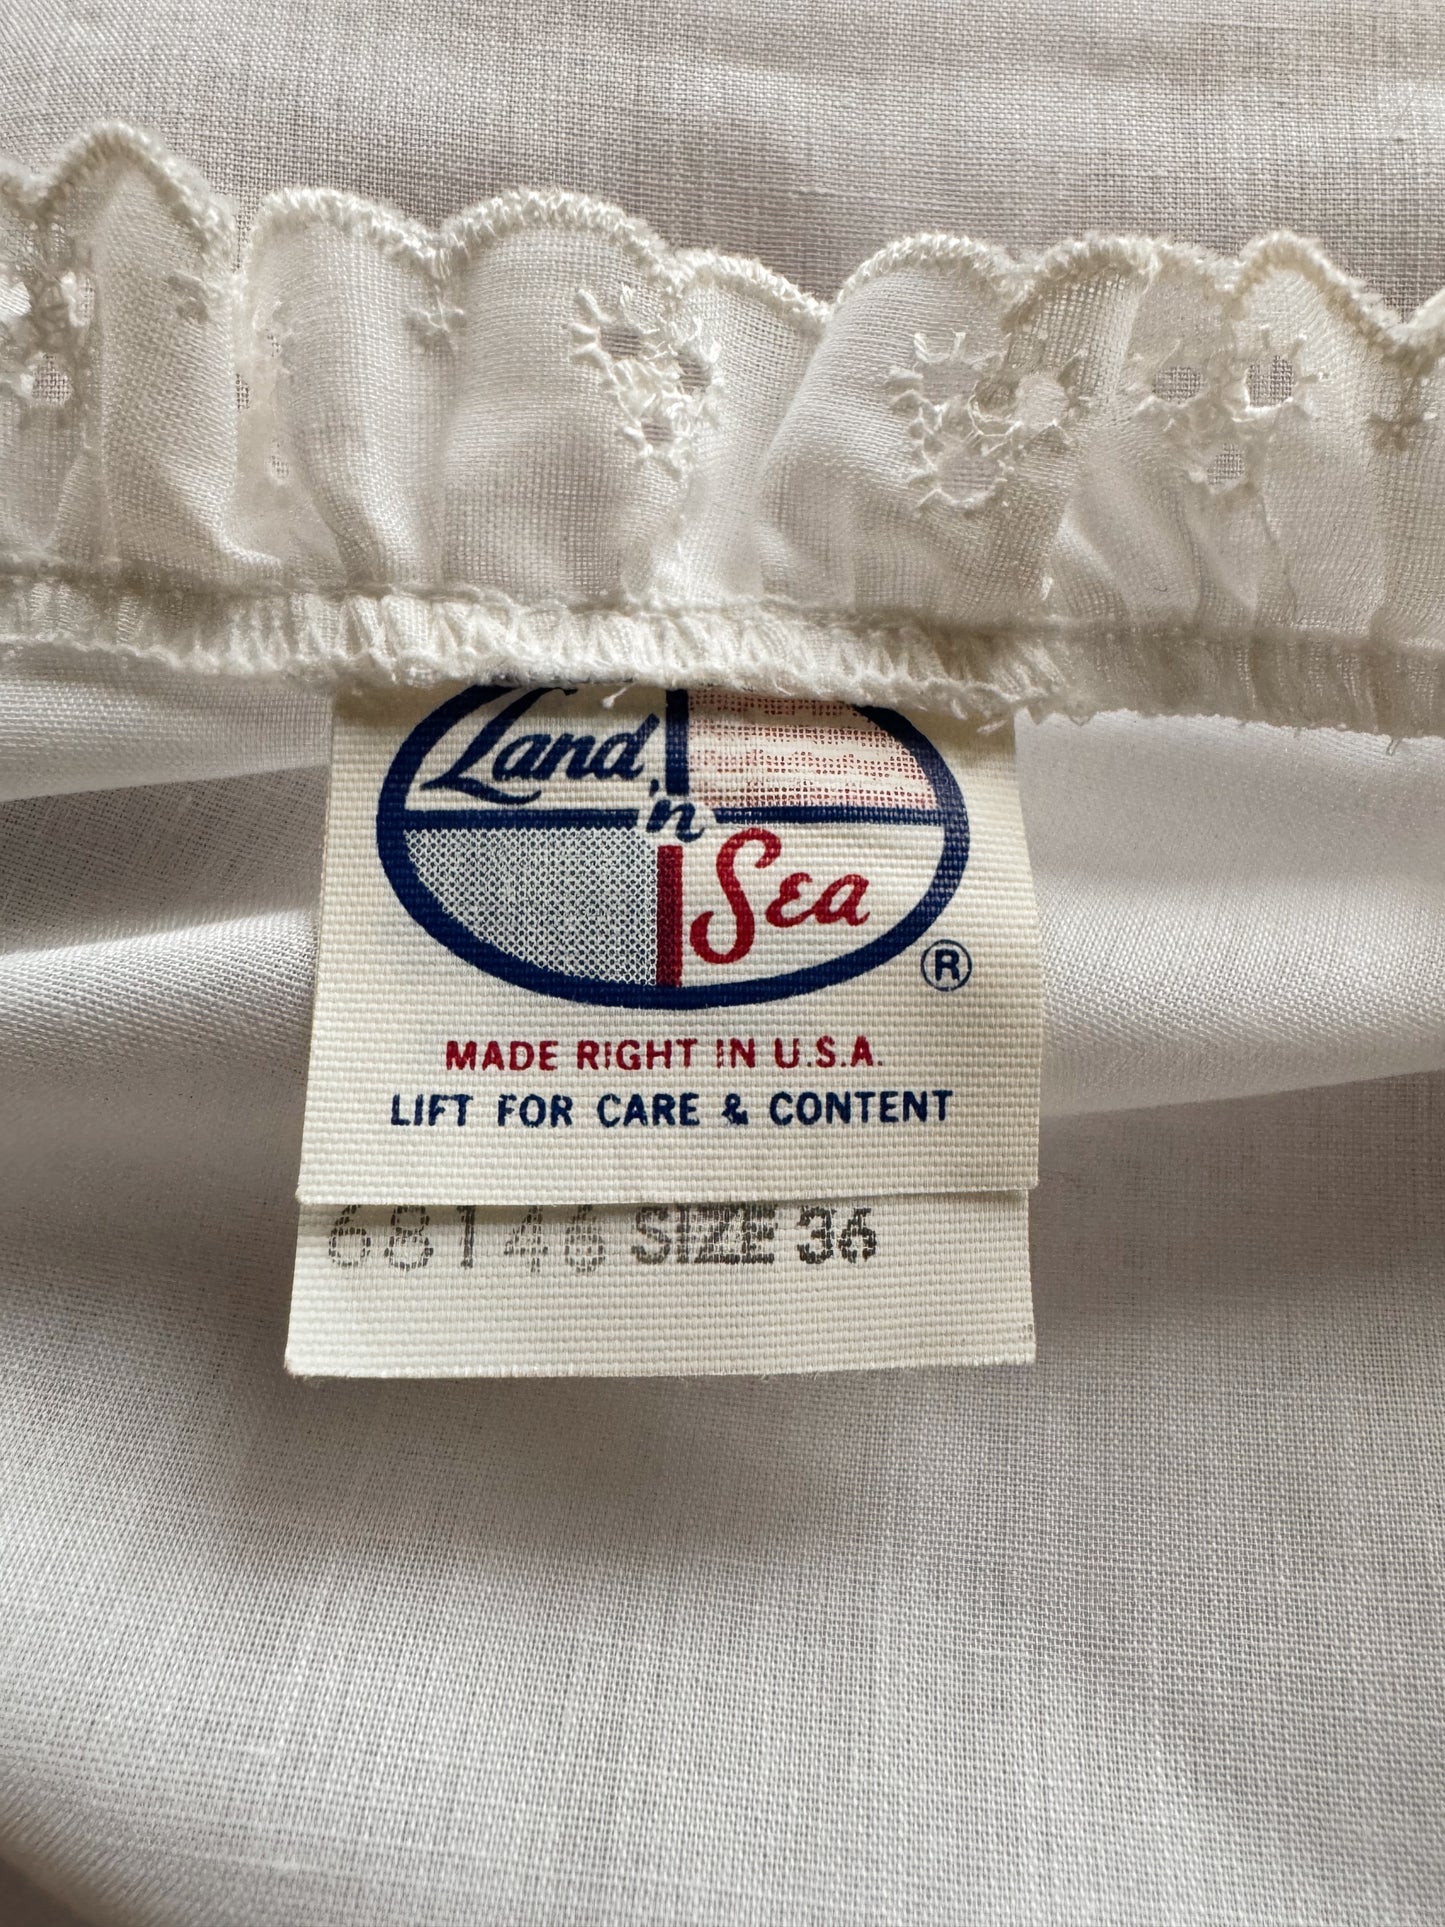 Land
'n
Sea
®
MADE RIGHT IN U.S.A.
LIFT FOR CARE & CONTENT
68146 SIZE 36